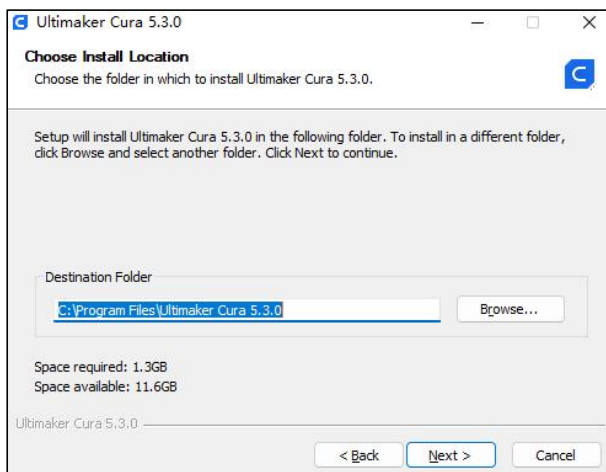 Ultimaker Cura 5.3.0
Choose Install Location
Choose the folder in which to install Ultimaker Cura 5.3.0.
Setup will install Ultimaker Cura 5.3.0 in the following folder. To install in a different folder,
click Browse and select another folder. Click Next to continue.
Destination Folder
C:\Program Files\Ultimaker Cura 5.3.0
Browse...
Space required: 1.3GB
Space available: 11.6GB
Ultimaker Cura 5.3.0
< Back
Next >
Cancel